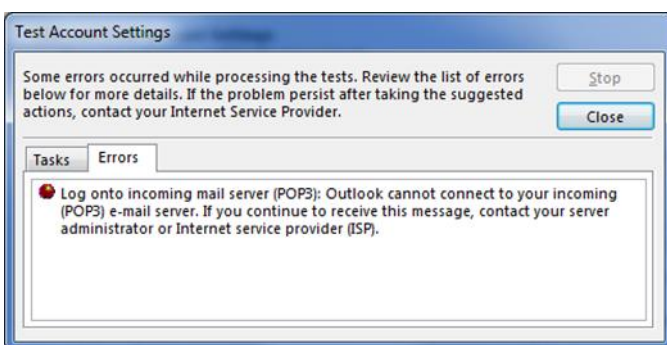 Test Account Settings
Some errors occurred while processing the tests. Review the list of errors
below for more details. If the problem persist after taking the suggested
actions, contact your Internet Service Provider.
Stop
Close
Tasks Errors
Log onto incoming mail server (POP3): Outlook cannot connect to your incoming
(POP3) e-mail server. If you continue to receive this message, contact your server
administrator or Internet service provider (ISP).